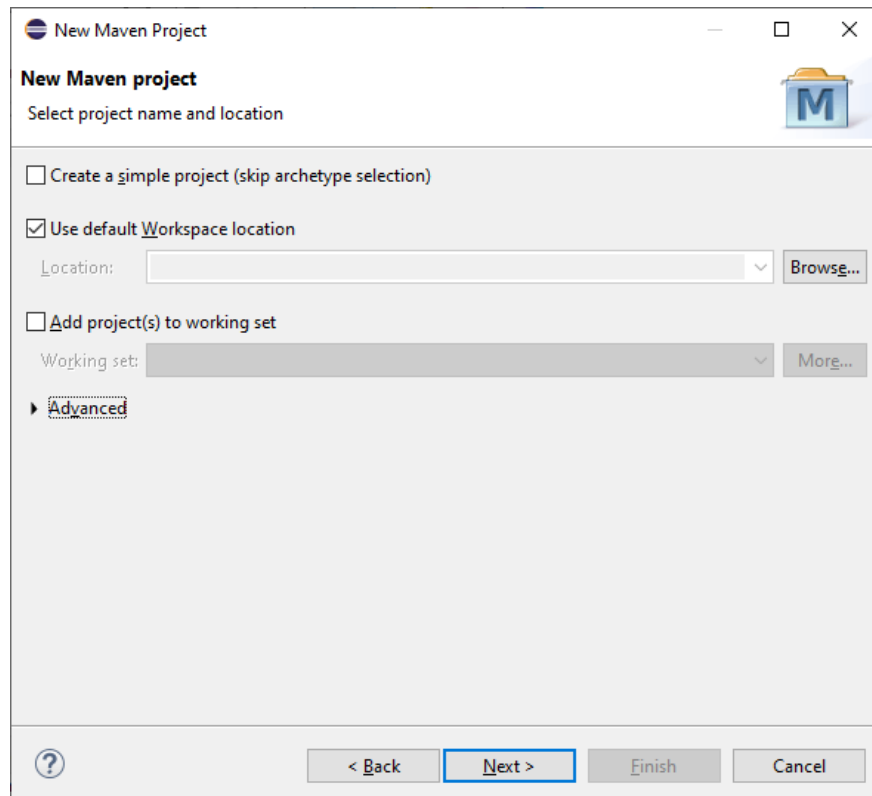 New Maven Project
New Maven project
Select project name and location
M
Create a simple project (skip archetype selection)
Use default Workspace location
Location:
Browse...
Add project(s) to working set
Working set:
More...
Advanced
?
< Back
Next >
Finish
Cancel